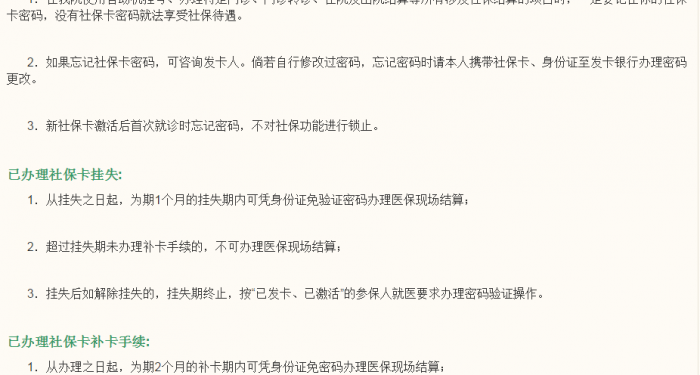 卡密码，没有社保卡密码就法享受社保待遇。
2．如果忘记社保卡密码，可咨询发卡人。倘若自行修改过密码，忘记密码时请本人携带社保卡、身份证至发卡银行办理密码
更改。
3．新社保卡激活后首次就诊时忘记密码，不对社保功能进行锁止。
已办理社保卡挂失:
1．从挂失之日起，为期1个月的挂失期内可凭身份证免验证密码办理医保现场结算；
2．超过挂失期未办理补卡手续的，不可办理医保现场结算；
3．挂失后如解除挂失的，挂失期终止，按“已发卡、已激活”的参保人就医要求办理密码验证操作。
已办理社保卡补卡手续:
1．从办理之日起，为期2个月的补卡期内可凭身份证免密码办理医保现场结算；